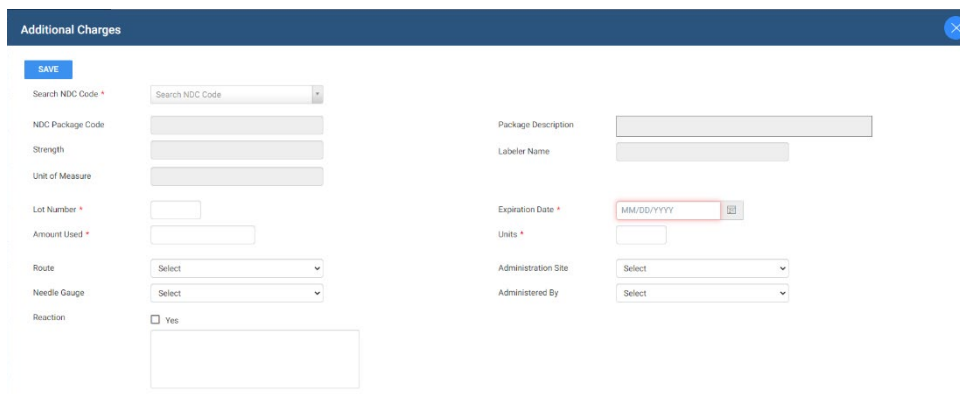 Additional Charges
SAVE
Search NDC Code * Search NDC Code
NDC Package Code Package Description
Strength Labeler Name
Unit of Measure
Lot Number * Expiration Date * MM/DD/YYYY
Amount Used * Units *
Route Select Administration Site Select
Needle Gauge Select Administered By Select
Reaction Yes